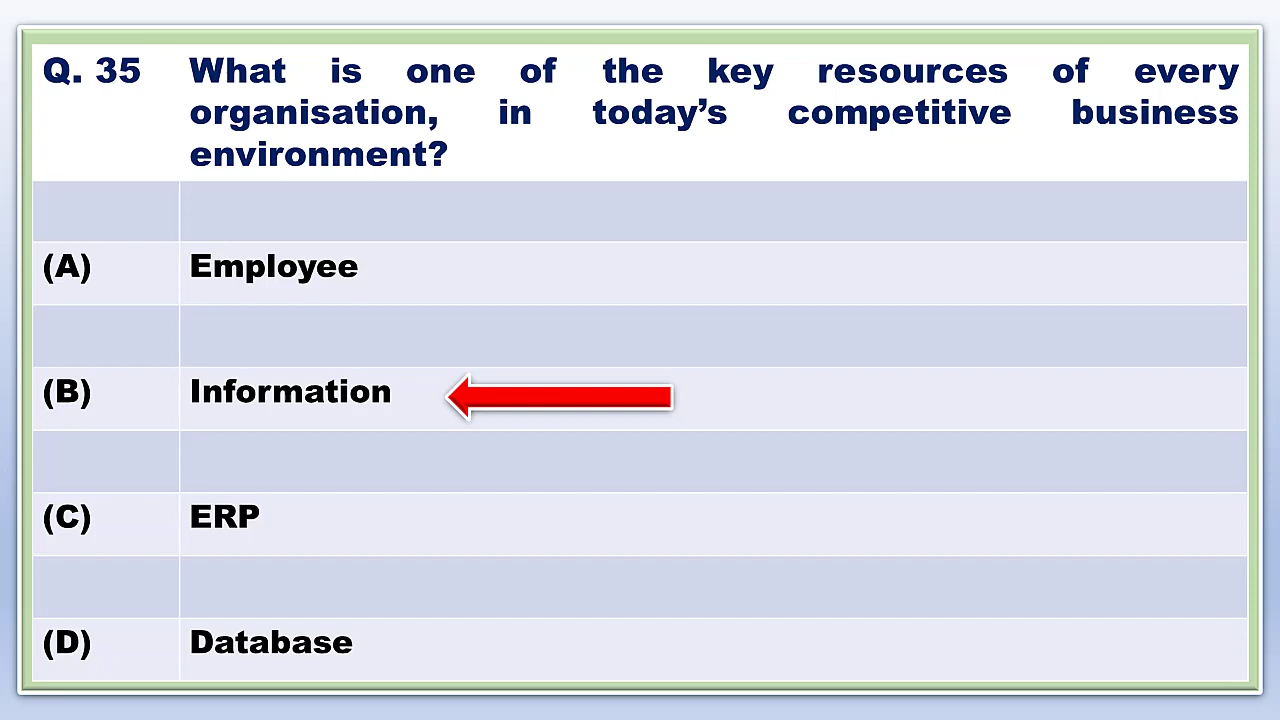 Q. 35 What is one of the key resources of every
organisation, in today's competitive business
environment?
(A) Employee
(B) Information
(C) ERP
(D) Database